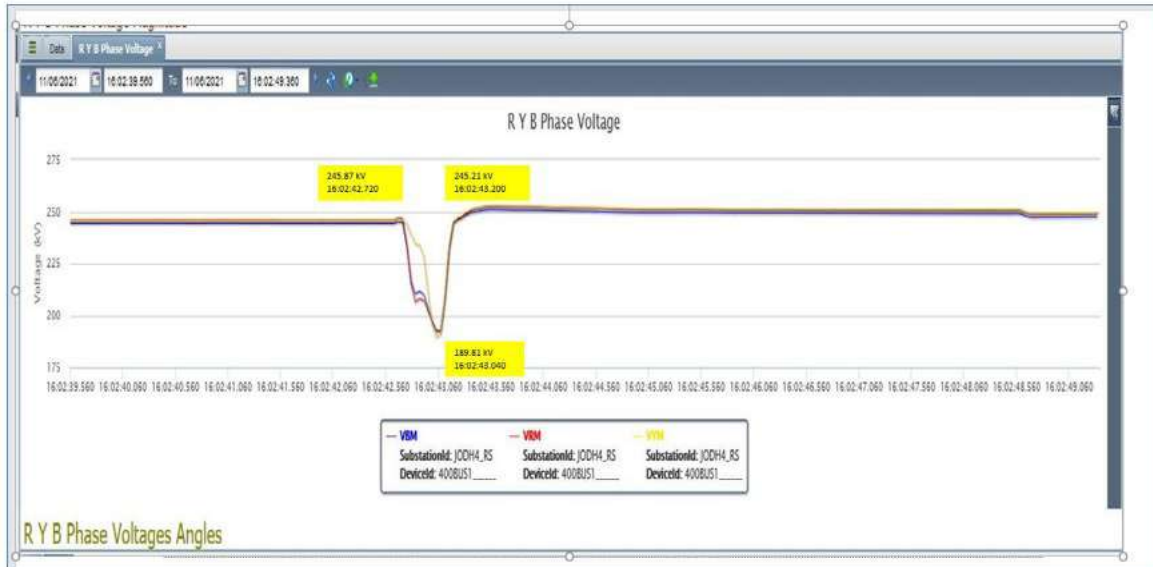 Data R Y B Phase Voltage x
11/06/2021 16:02:39.560 To 11/06/2021 16:02:49.360
R Y B Phase Voltage
275
250
225
200
175
Voltage (kV)
245.87 kV
16:02:42.720
245.21 kV
16:02:43.200
189.81 kV
16:02:43.040
16:02:39.560 16:02:40.060 16:02:40.560 16:02:41.060 16:02:41.560 16:02:42.060 16:02:42.560 16:02:43.060 16:02:43.560 16:02:44.060 16:02:44.560 16:02:45.060 16:02:45.560 16:02:46.060 16:02:46.560 16:02:47.060 16:02:47.560 16:02:48.060 16:02:48.560 16:02:49.060
VBM VRM VYM
SubstationId: JODH4_RS SubstationId: JODH4_RS SubstationId: JODH4_RS
DeviceId: 400BUS1_____ DeviceId: 400BUS1_____ DeviceId: 400BUS1_____
R Y B Phase Voltages Angles